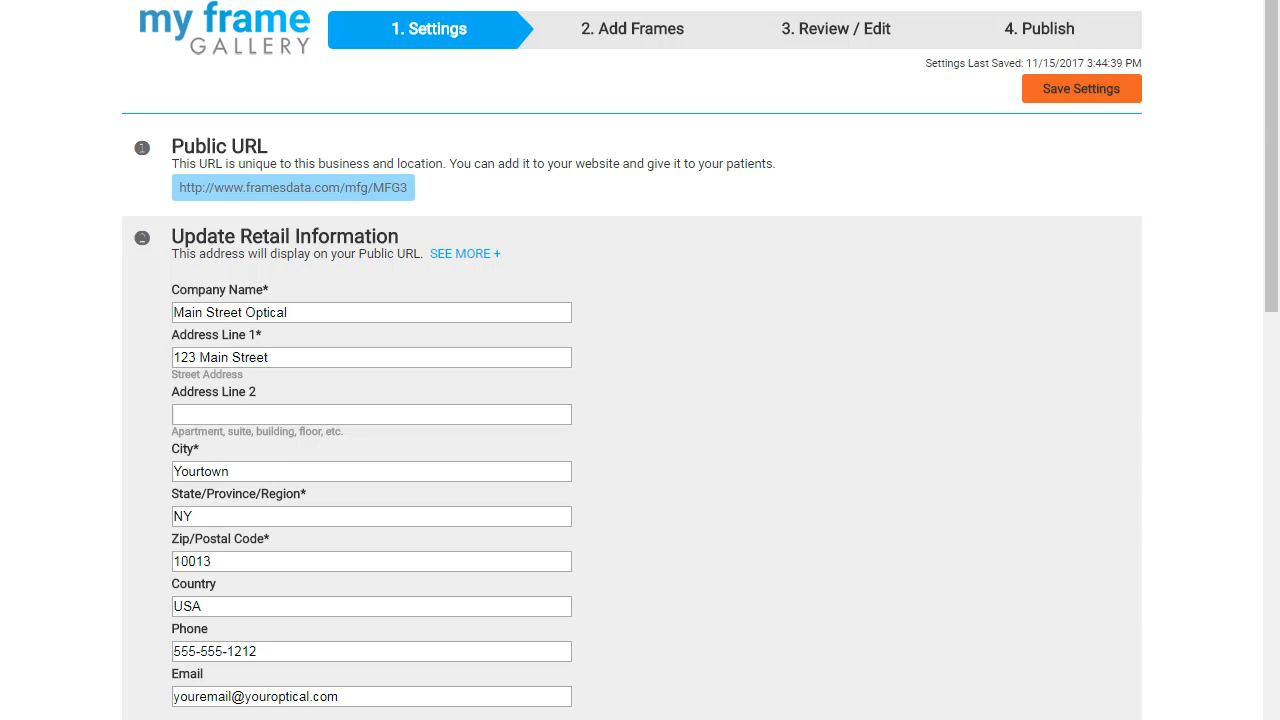 my frame
GALLERY
1. Settings
2. Add Frames
3. Review / Edit
4. Publish
Settings Last Saved: 11/15/2017 3:44:39 PM
Save Settings
1
Public URL
This URL is unique to this business and location. You can add it to your website and give it to your patients.
http://www.framesdata.com/mfg/MFG3
2
Update Retail Information
This address will display on your Public URL. SEE MORE +
Company Name*
Main Street Optical
Address Line 1*
123 Main Street
Street Address
Address Line 2
Apartment, suite, building, floor, etc.
City*
Yourtown
State/Province/Region*
NY
Zip/Postal Code*
10013
Country
USA
Phone
555-555-1212
Email
youremail@youroptical.com